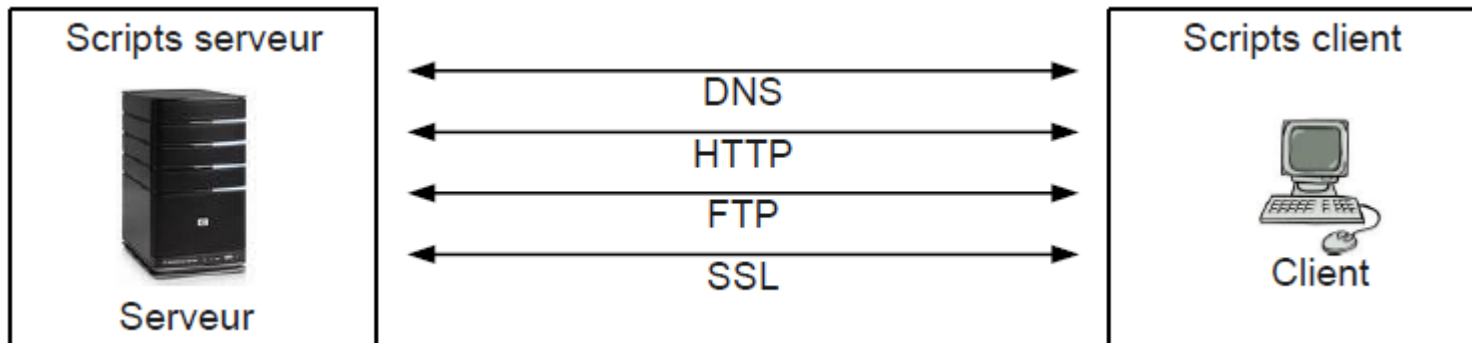 Scripts serveur
Serveur
DNS
HTTP
FTP
SSL
Scripts client
Client